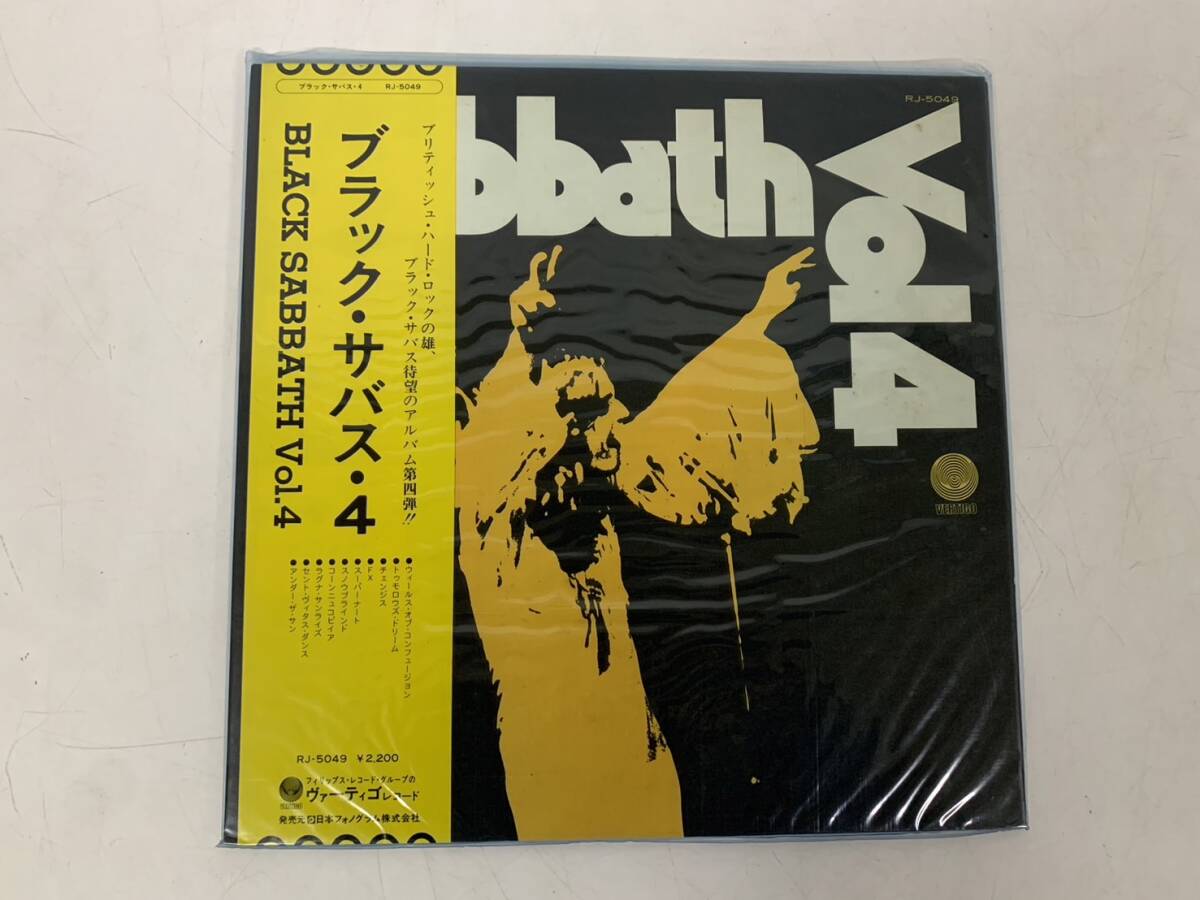 ブラック・サバス・4 RJ-5049
ブラック・サバス・4
BLACK SABBATH Vol.4
ブリティッシュ・ハード・ロックの雄、
ブラック・サバス待望のアルバム第四弾!!
●ウィールス・オブ・コンフュージョン
●トゥモロウズ・ドリーム
●チェンジス
●FX
●スーパーナート
●スノウブラインド
●コーンニュコピイア
●ラグナ・サンライズ
●セント・ヴィタス・ダンス
●アンダー・ザ・サン
RJ-5049 ¥2,200
フィリップス・レコード・グループの
ヴァーティゴレコード
VERTIGO
発売元 日本フォノグラム株式会社
RJ-5049
bbath
Vol 4
VERTIGO